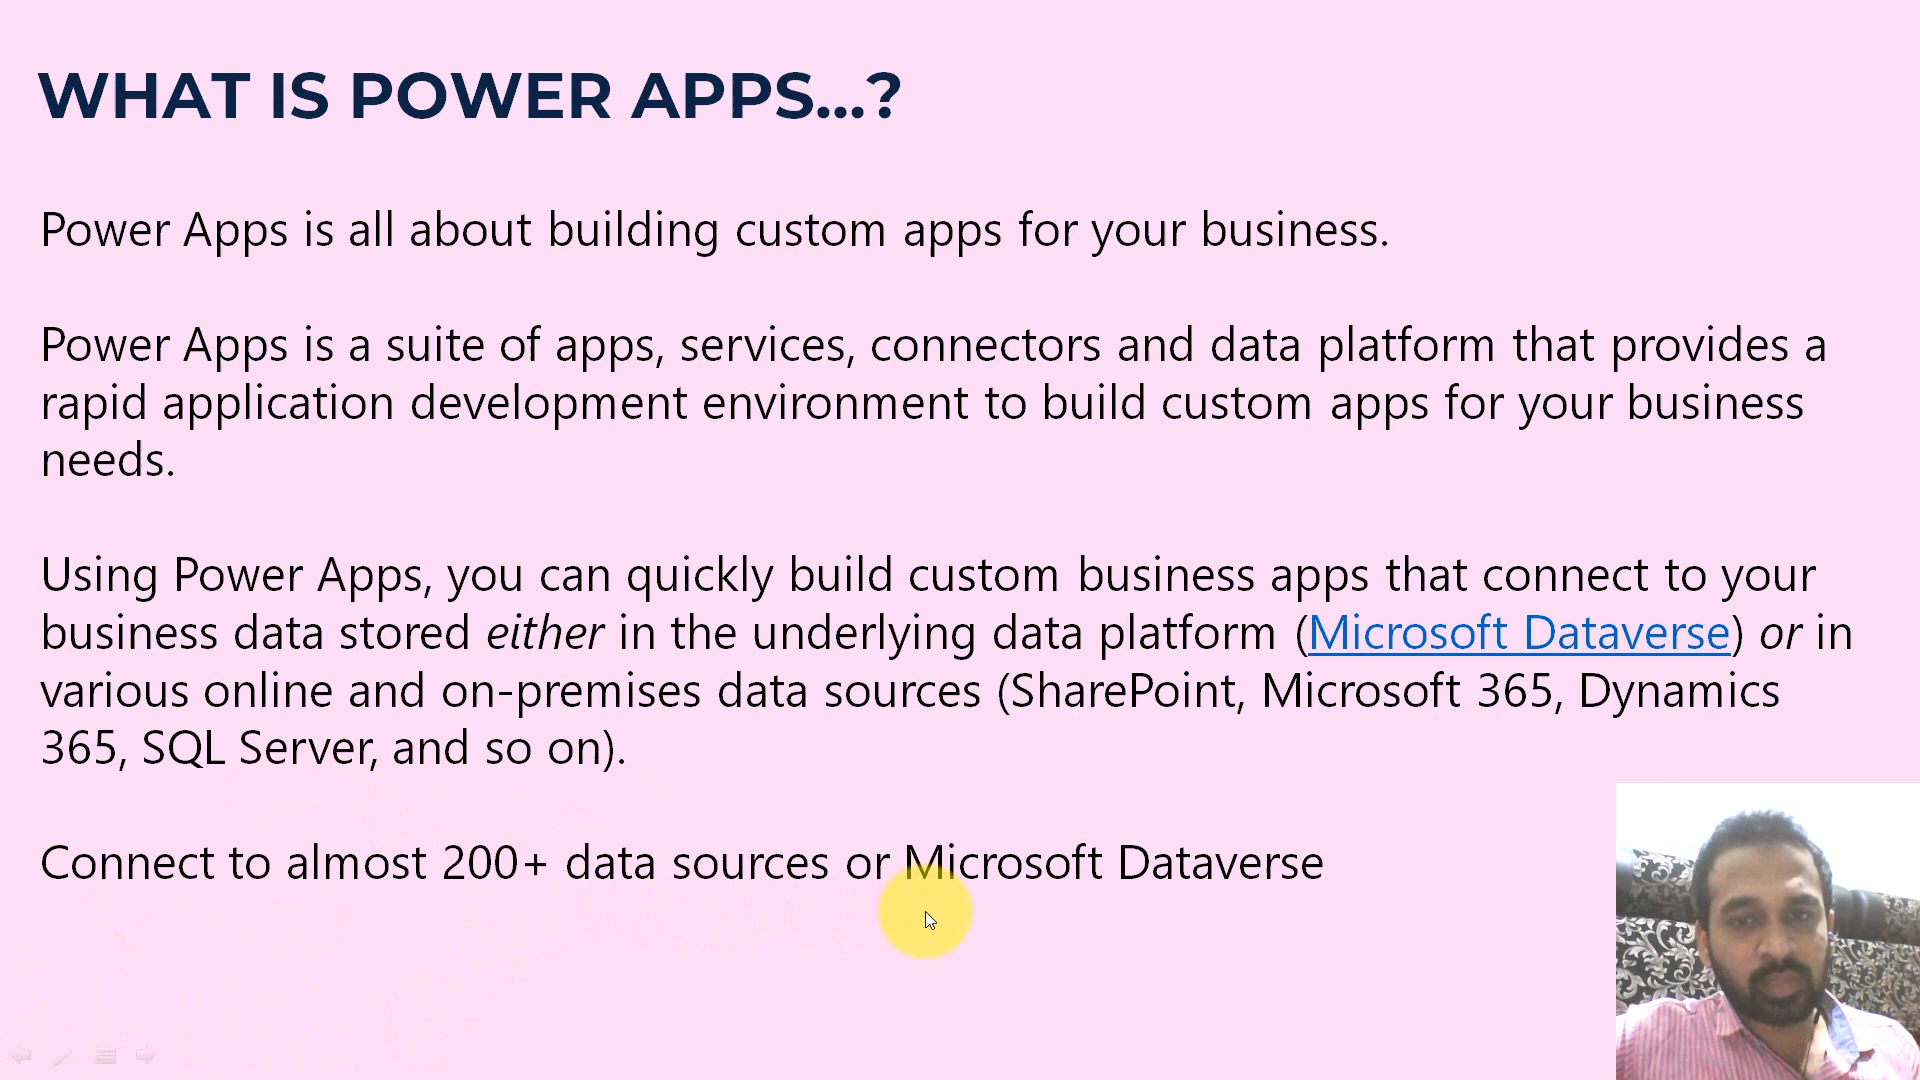 WHAT IS POWER APPS...?
Power Apps is all about building custom apps for your business.
Power Apps is a suite of apps, services, connectors and data platform that provides a
rapid application development environment to build custom apps for your business
needs.
Using Power Apps, you can quickly build custom business apps that connect to your
business data stored either in the underlying data platform (Microsoft Dataverse) or in
various online and on-premises data sources (SharePoint, Microsoft 365, Dynamics
365, SQL Server, and so on).
Connect to almost 200+ data sources or Microsoft Dataverse